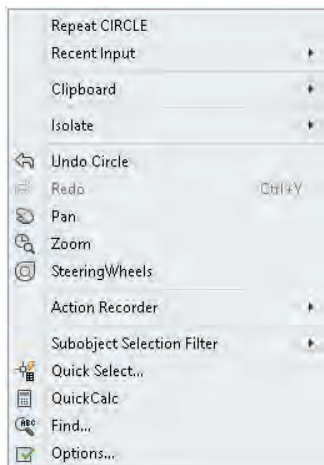 Repeat CIRCLE
Recent Input
Clipboard
Isolate
Undo Circle
Redo Ctrl+Y
Pan
Zoom
SteeringWheels
Action Recorder
Subobject Selection Filter
Quick Select...
QuickCalc
ABC Find...
Options...